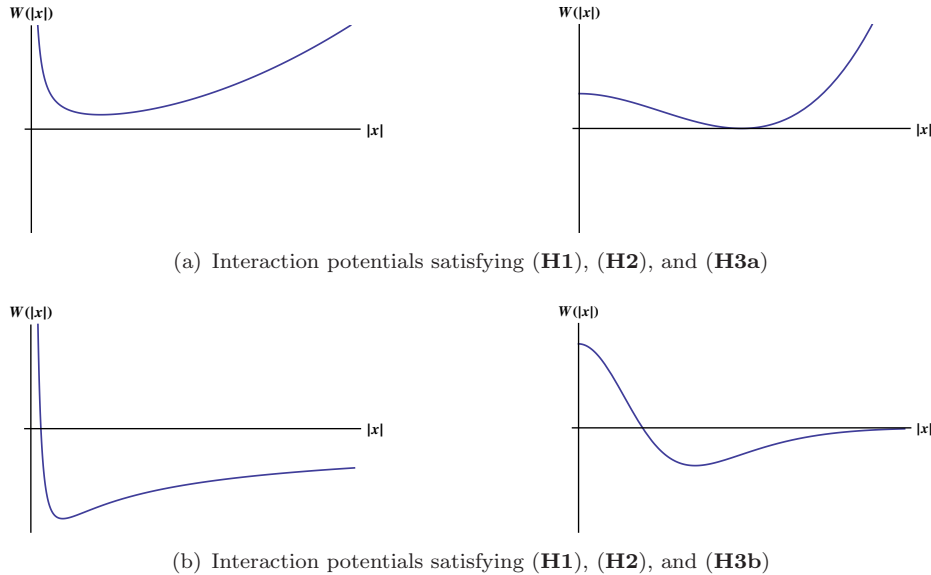 W(|x|)
W(|x|)
|x|
|x|
(a) Interaction potentials satisfying (H1), (H2), and (H3a)
W(|x|)
W(|x|)
|x|
|x|
(b) Interaction potentials satisfying (H1), (H2), and (H3b)